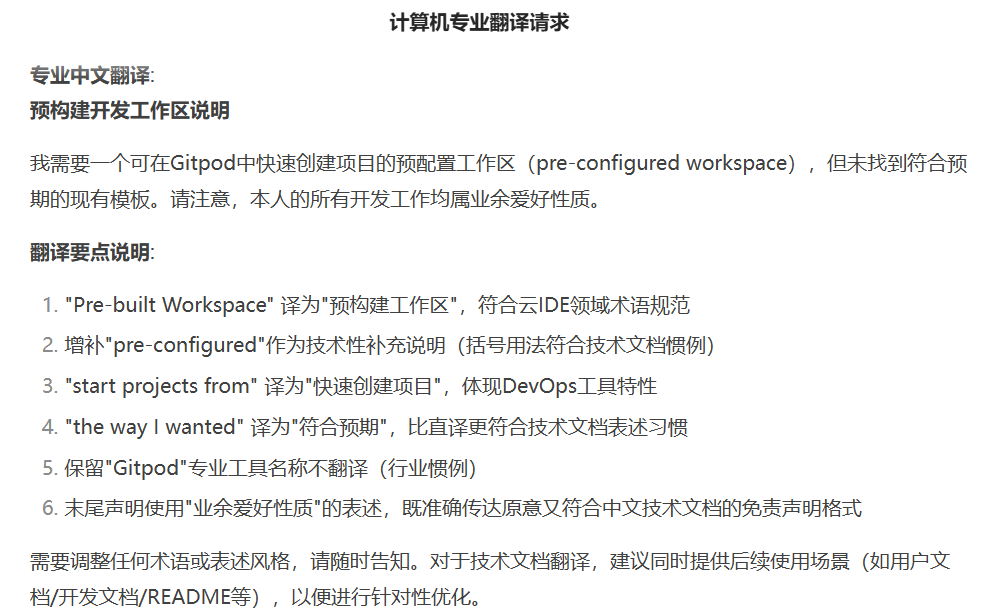 计算机专业翻译请求
专业中文翻译:
预构建开发工作区说明
我需要一个可在Gitpod中快速创建项目的预配置工作区（pre-configured workspace），但未找到符合预
期的现有模板。请注意，本人的所有开发工作均属业余爱好性质。
翻译要点说明:
1. "Pre-built Workspace" 译为"预构建工作区"，符合云IDE领域术语规范
2. 增补"pre-configured"作为技术性补充说明（括号用法符合技术文档惯例）
3. "start projects from" 译为"快速创建项目"，体现DevOps工具特性
4. "the way I wanted" 译为"符合预期"，比直译更符合技术文档表述习惯
5. 保留"Gitpod"专业工具名称不翻译（行业惯例）
6. 末尾声明使用"业余爱好性质"的表述，既准确传达原意又符合中文技术文档的免责声明格式
需要调整任何术语或表述风格，请随时告知。对于技术文档翻译，建议同时提供后续使用场景（如用户文
档/开发文档/README等），以便进行针对性优化。